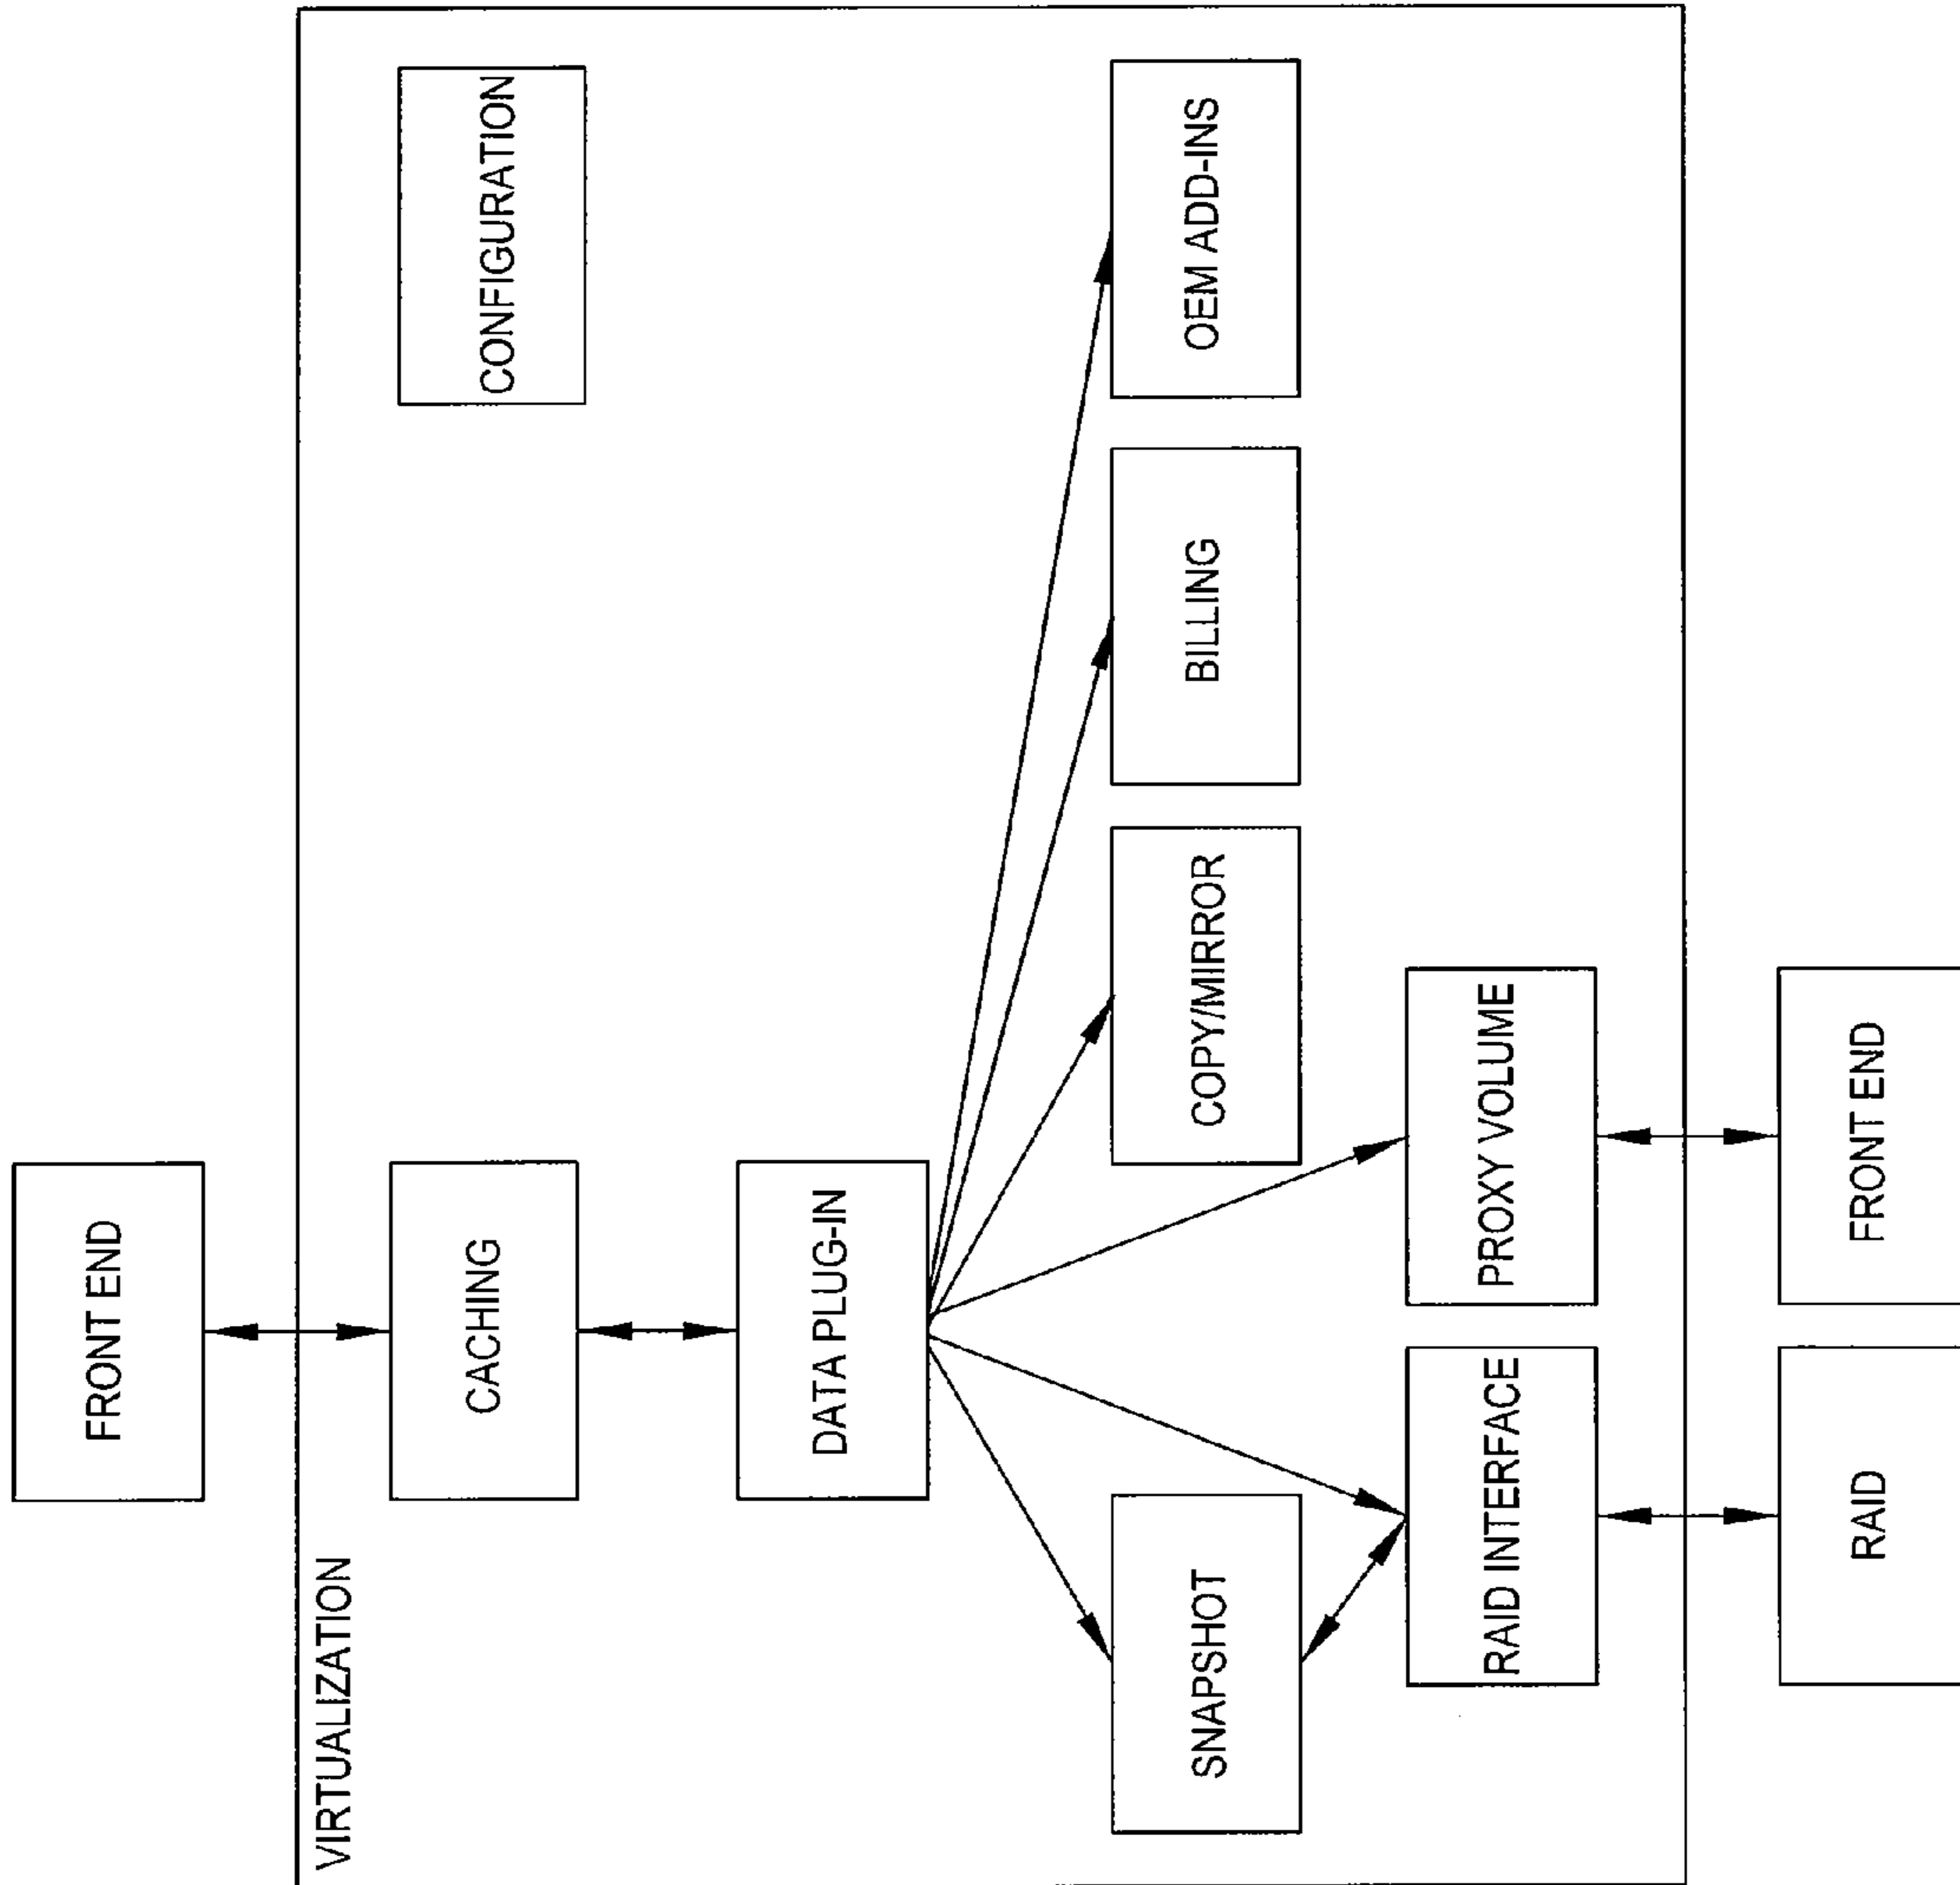 FRONT END
VIRTUALIZATION
CACHING
CONFIGURATION
DATA PLUG-IN
SNAPSHOT
COPY/MIRROR
BILLING
OEM ADD-INS
RAID INTERFACE
PROXY VOLUME
RAID
FRONT END